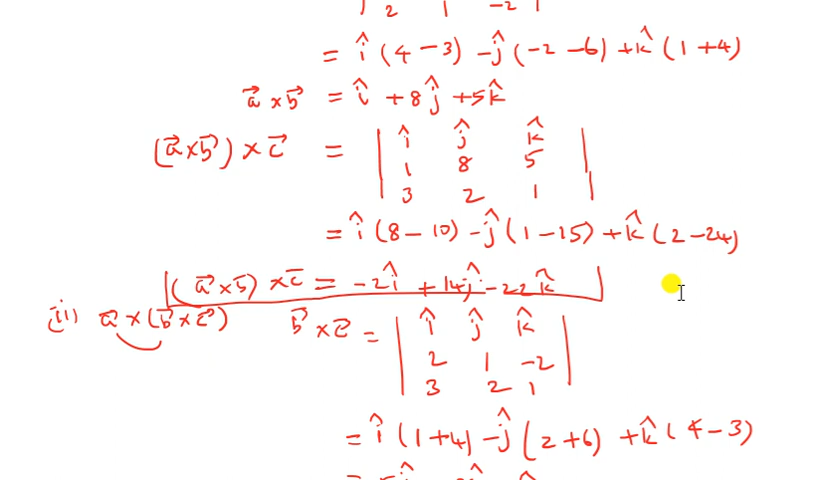 | 2 1 -2 |
= î (4-3) -ĵ (-2-6) +k̂ (1+4)
a⃗ × b⃗ = î +8ĵ +5k̂
(a⃗×b⃗) × c⃗ = | î ĵ k̂ |
| 1 8 5 |
| 3 2 1 |
= î (8-10) -ĵ (1-15) +k̂ (2-24)
(a⃗×b⃗) ×c⃗ = -2î + 14ĵ -22k̂
(ii) a⃗ × (b⃗ × c⃗) b⃗ × c⃗ = | î ĵ k̂ |
| 2 1 -2 |
| 3 2 1 |
= î (1+4) -ĵ (2+6) +k̂ (4-3)